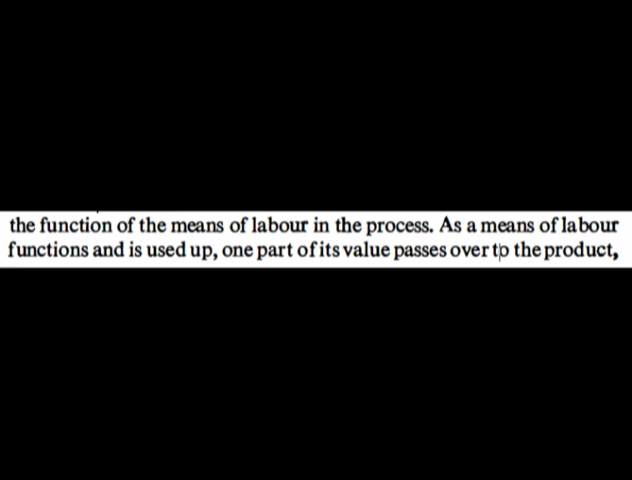 the function of the means of labour in the process. As a means of labour
functions and is used up, one part of its value passes over to the product,